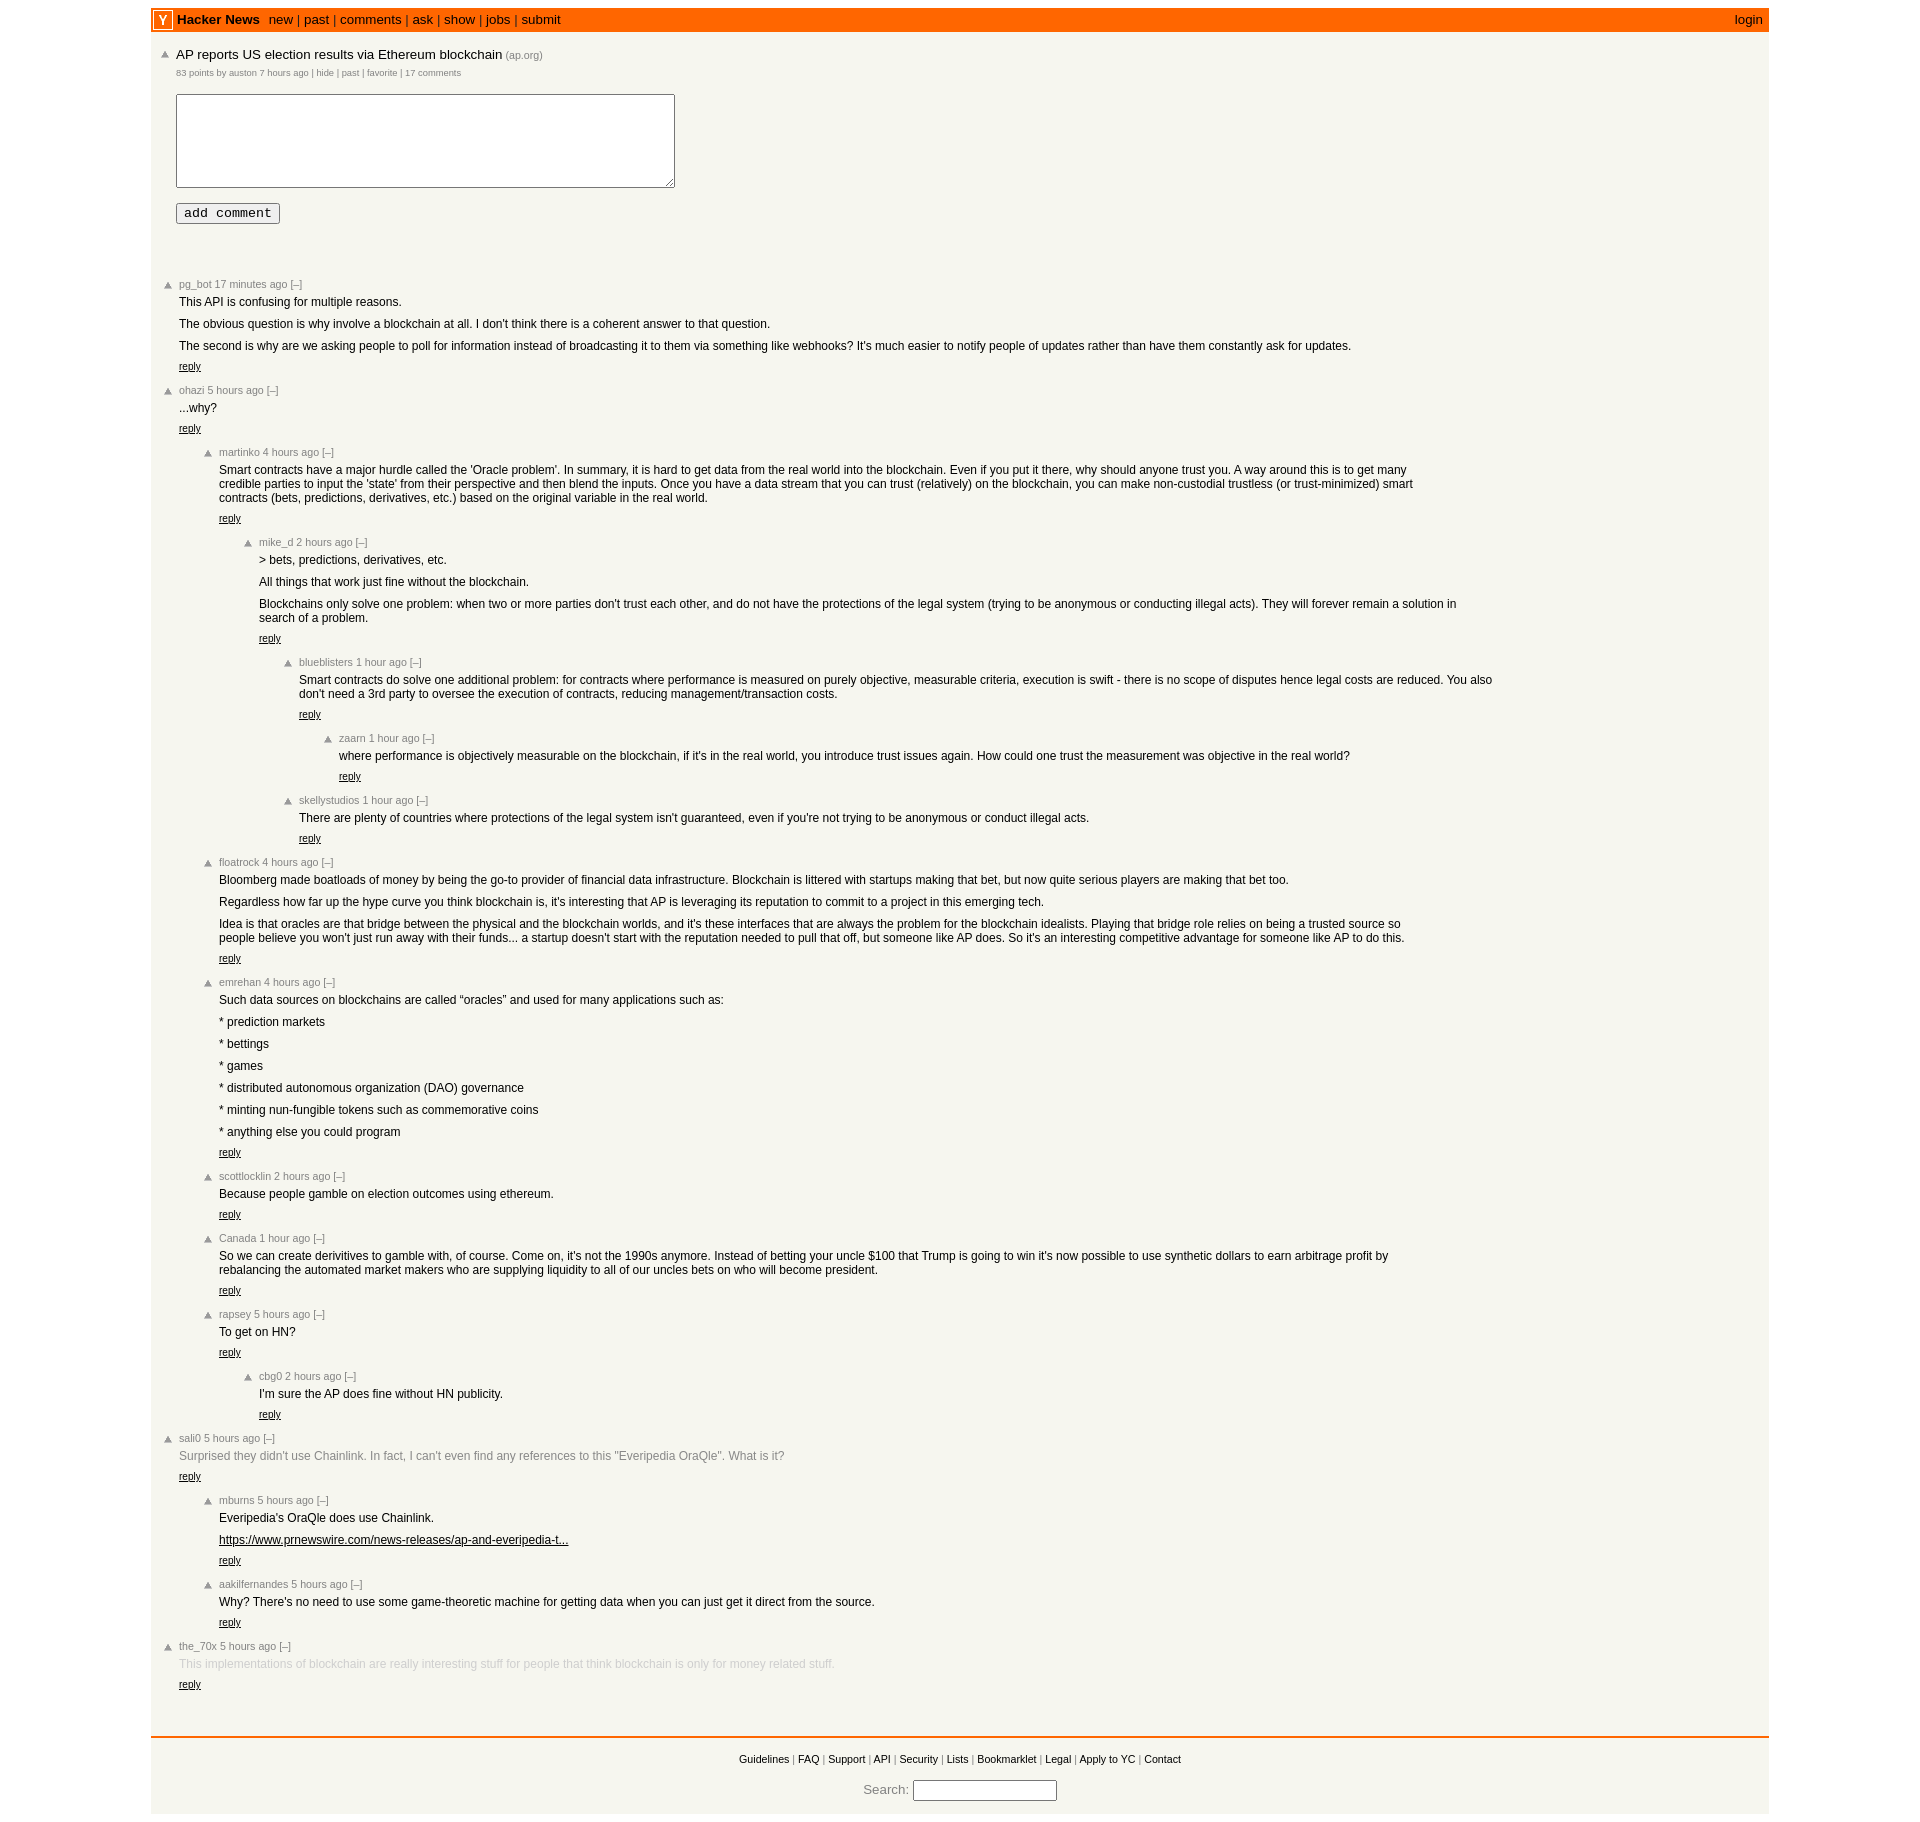 Y Hacker News new | past | comments | ask | show | jobs | submit login
AP reports US election results via Ethereum blockchain (ap.org)
83 points by auston 7 hours ago | hide | past | favorite | 17 comments
add comment
pg_bot 17 minutes ago [–]
This API is confusing for multiple reasons.
The obvious question is why involve a blockchain at all. I don't think there is a coherent answer to that question.
The second is why are we asking people to poll for information instead of broadcasting it to them via something like webhooks? It's much easier to notify people of updates rather than have them constantly ask for updates.
reply
ohazi 5 hours ago [–]
...why?
reply
martinko 4 hours ago [–]
Smart contracts have a major hurdle called the 'Oracle problem'. In summary, it is hard to get data from the real world into the blockchain. Even if you put it there, why should anyone trust you. A way around this is to get many
credible parties to input the 'state' from their perspective and then blend the inputs. Once you have a data stream that you can trust (relatively) on the blockchain, you can make non-custodial trustless (or trust-minimized) smart
contracts (bets, predictions, derivatives, etc.) based on the original variable in the real world.
reply
mike_d 2 hours ago [–]
> bets, predictions, derivatives, etc.
All things that work just fine without the blockchain.
Blockchains only solve one problem: when two or more parties don't trust each other, and do not have the protections of the legal system (trying to be anonymous or conducting illegal acts). They will forever remain a solution in
search of a problem.
reply
blueblisters 1 hour ago [–]
Smart contracts do solve one additional problem: for contracts where performance is measured on purely objective, measurable criteria, execution is swift - there is no scope of disputes hence legal costs are reduced. You also
don't need a 3rd party to oversee the execution of contracts, reducing management/transaction costs.
reply
zaarn 1 hour ago [–]
where performance is objectively measurable on the blockchain, if it's in the real world, you introduce trust issues again. How could one trust the measurement was objective in the real world?
reply
skellystudios 1 hour ago [–]
There are plenty of countries where protections of the legal system isn't guaranteed, even if you're not trying to be anonymous or conduct illegal acts.
reply
floatrock 4 hours ago [–]
Bloomberg made boatloads of money by being the go-to provider of financial data infrastructure. Blockchain is littered with startups making that bet, but now quite serious players are making that bet too.
Regardless how far up the hype curve you think blockchain is, it's interesting that AP is leveraging its reputation to commit to a project in this emerging tech.
Idea is that oracles are that bridge between the physical and the blockchain worlds, and it's these interfaces that are always the problem for the blockchain idealists. Playing that bridge role relies on being a trusted source so
people believe you won't just run away with their funds... a startup doesn't start with the reputation needed to pull that off, but someone like AP does. So it's an interesting competitive advantage for someone like AP to do this.
reply
emrehan 4 hours ago [–]
Such data sources on blockchains are called “oracles” and used for many applications such as:
* prediction markets
* bettings
* games
* distributed autonomous organization (DAO) governance
* minting nun-fungible tokens such as commemorative coins
* anything else you could program
reply
scottlocklin 2 hours ago [–]
Because people gamble on election outcomes using ethereum.
reply
Canada 1 hour ago [–]
So we can create derivitives to gamble with, of course. Come on, it's not the 1990s anymore. Instead of betting your uncle $100 that Trump is going to win it's now possible to use synthetic dollars to earn arbitrage profit by
rebalancing the automated market makers who are supplying liquidity to all of our uncles bets on who will become president.
reply
rapsey 5 hours ago [–]
To get on HN?
reply
cbg0 2 hours ago [–]
I'm sure the AP does fine without HN publicity.
reply
sali0 5 hours ago [–]
Surprised they didn't use Chainlink. In fact, I can't even find any references to this "Everipedia OraQle". What is it?
reply
mburns 5 hours ago [–]
Everipedia's OraQle does use Chainlink.
https://www.prnewswire.com/news-releases/ap-and-everipedia-t...
reply
aakilfernandes 5 hours ago [–]
Why? There's no need to use some game-theoretic machine for getting data when you can just get it direct from the source.
reply
the_70x 5 hours ago [–]
This implementations of blockchain are really interesting stuff for people that think blockchain is only for money related stuff.
reply
Guidelines | FAQ | Support | API | Security | Lists | Bookmarklet | Legal | Apply to YC | Contact
Search: